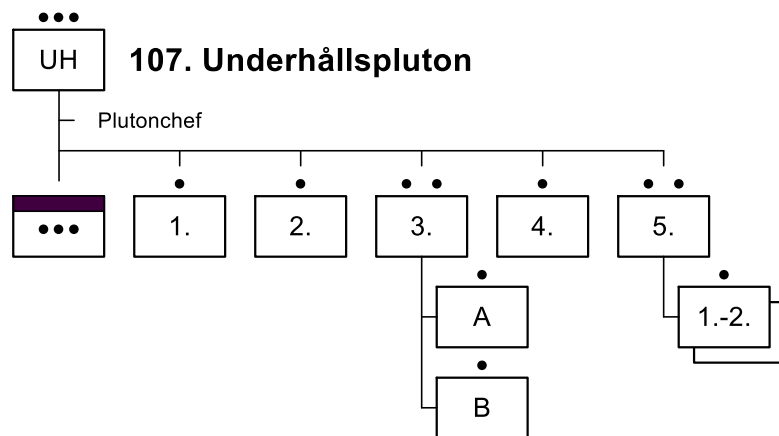 UH
107. Underhållspluton
Plutonchef
1.
2.
3.
4.
5.
A
1.-2.
B